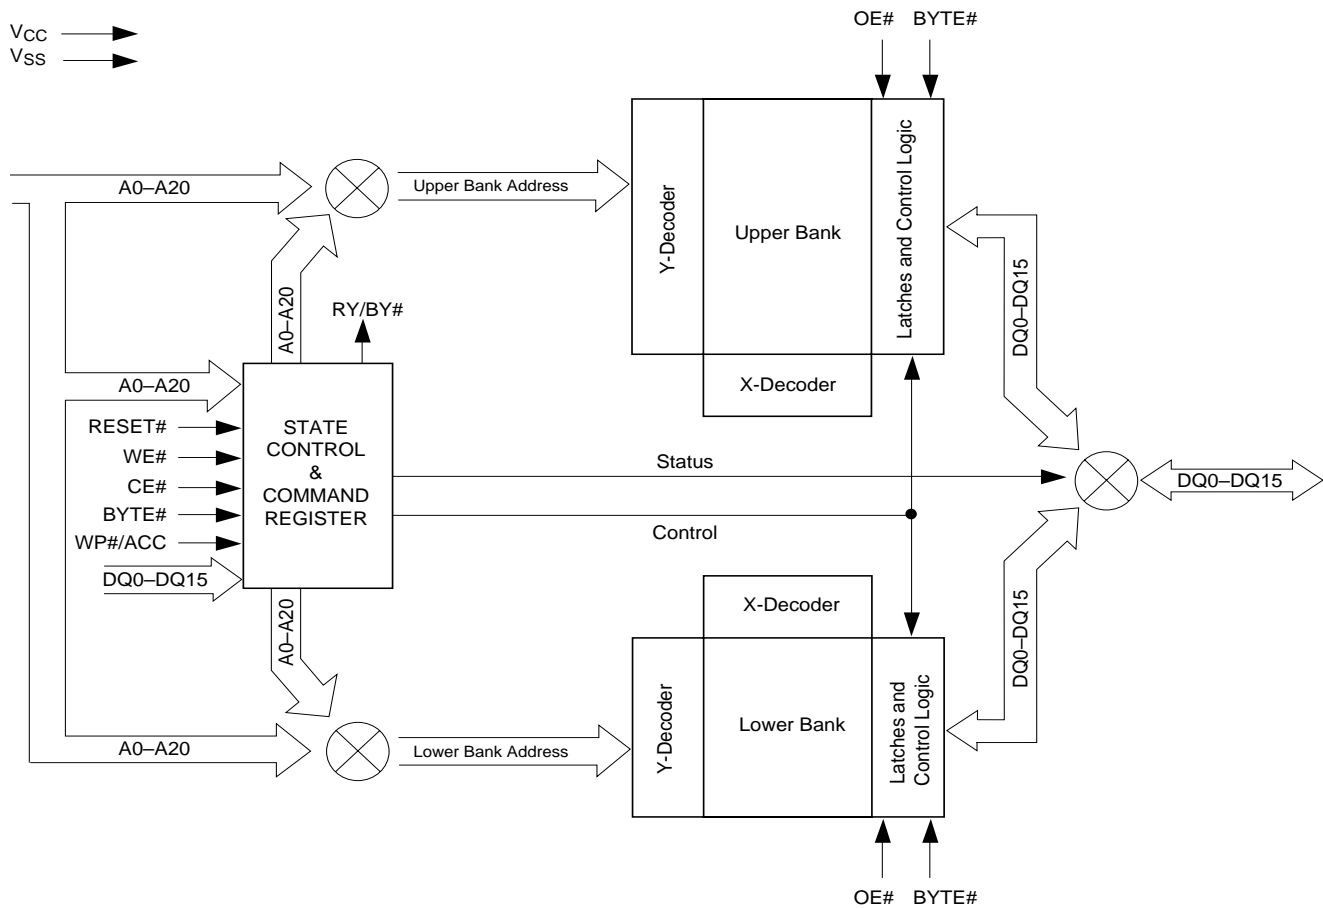 OE# BYTE#
VCC
VSS
A0–A20
Upper Bank Address
Y-Decoder
Upper Bank
Latches and Control Logic
DQ0–DQ15
A0–A20
RY/BY#
A0–A20
X-Decoder
RESET#
WE#
CE#
BYTE#
WP#/ACC
DQ0–DQ15
STATE
CONTROL
&
COMMAND
REGISTER
Status
Control
DQ0–DQ15
X-Decoder
A0–A20
DQ0–DQ15
A0–A20
Lower Bank Address
Y-Decoder
Lower Bank
Latches and
Control Logic
OE# BYTE#